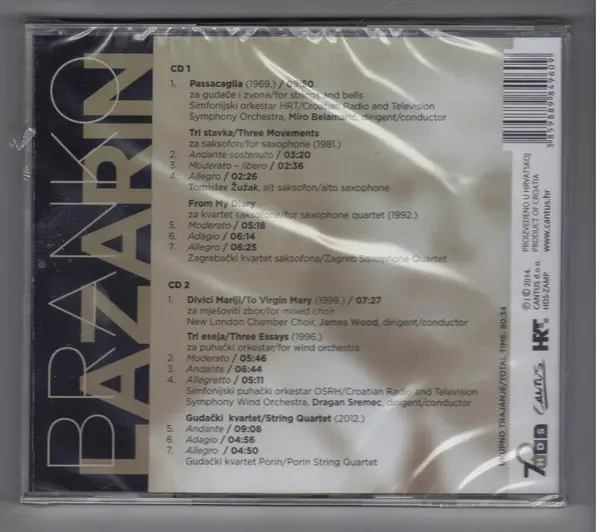 BRANKO
LAZARIN
CD 1
1. Passacaglia (1969.) / 09:50
za gudače i zvona/for strings and bells
Simfonijski orkestar HRT/Croatian Radio and Television
Symphony Orchestra, Miro Belamarić, dirigent/conductor
Tri stavka/Three Movements
za saksofon/for saxophone (1981.)
2. Andante sostenuto / 03:20
3. Moderato – libero / 02:36
4. Allegro / 02:26
Tomislav Žužak, alt saksofon/alto saxophone
From My Diary
za kvartet saksofona/for saxophone quartet (1992.)
5. Moderato / 05:18
6. Adagio / 06:14
7. Allegro / 06:25
Zagrebački kvartet saksofona/Zagreb Saxophone Quartet
CD 2
1. Divici Mariji/To Virgin Mary (1998.) / 07:27
za mješoviti zbor/for mixed choir
New London Chamber Choir, James Wood, dirigent/conductor
Tri eseja/Three Essays (1996.)
za puhački orkestar/for wind orchestra
2. Moderato / 05:46
3. Andante / 06:44
4. Allegretto / 05:11
Simfonijski puhački orkestar OSRH/Croatian Radio and Television
Symphony Wind Orchestra, Dragan Sremec, dirigent/conductor
Gudački kvartet/String Quartet (2012.)
5. Andante / 09:08
6. Adagio / 04:56
7. Allegro / 04:50
Gudački kvartet Porin/Porin String Quartet
3 859889 849609
PROIZVEDENO U HRVATSKOJ
PRODUCT OF CROATIA
www.cantus.hr
℗ © 2014.
CANTUS d.o.o.
HDS-ZAMP
UKUPNO TRAJANJE/TOTAL TIME: 80:34
70 HDS
CANTUS
HRT